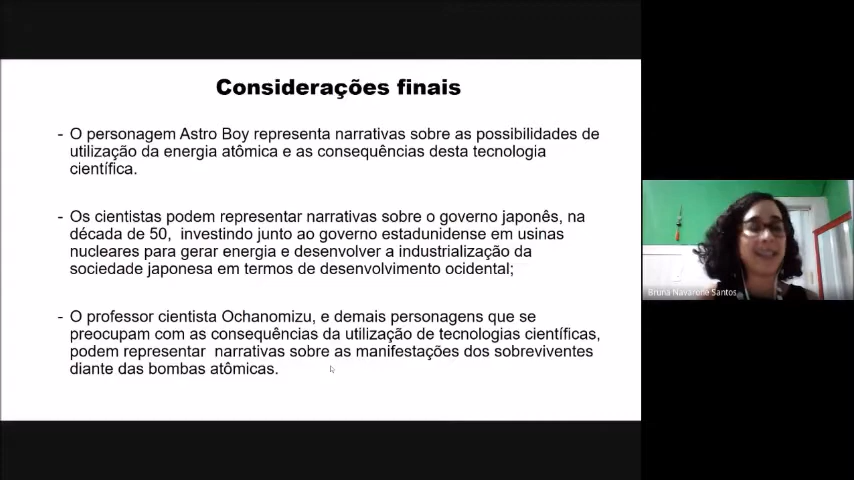 Considerações finais
- O personagem Astro Boy representa narrativas sobre as possibilidades de
utilização da energia atômica e as consequências desta tecnologia
científica.
- Os cientistas podem representar narrativas sobre o governo japonês, na
década de 50, investindo junto ao governo estadunidense em usinas
nucleares para gerar energia e desenvolver a industrialização da
sociedade japonesa em termos de desenvolvimento ocidental;
- O professor cientista Ochanomizu, e demais personagens que se
preocupam com as consequências da utilização de tecnologias científicas,
podem representar narrativas sobre as manifestações dos sobreviventes
diante das bombas atômicas.
Bruna Navarone Santos